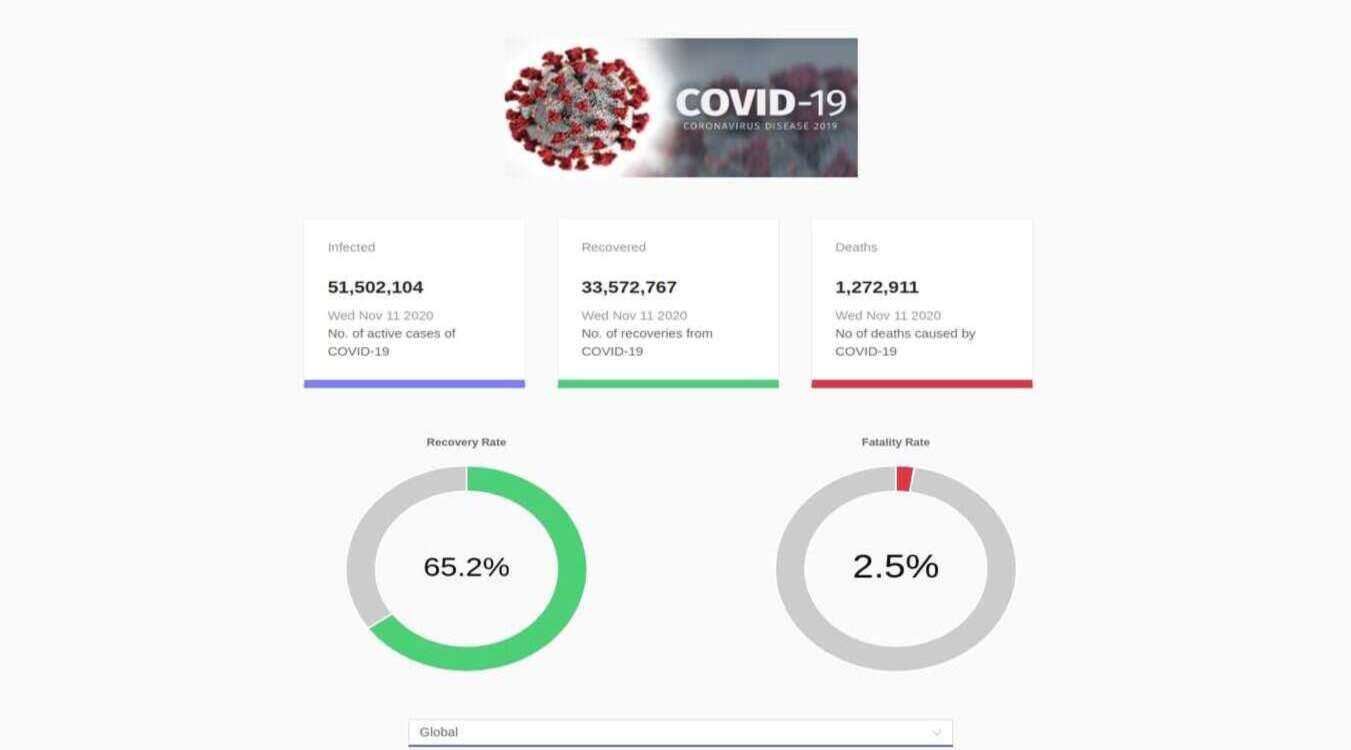 COVID-19
CORONAVIRUS DISEASE 2019
Infected
51,502,104
Wed Nov 11 2020
No. of active cases of
COVID-19
Recovered
33,572,767
Wed Nov 11 2020
No. of recoveries from
COVID-19
Deaths
1,272,911
Wed Nov 11 2020
No of deaths caused by
COVID-19
Recovery Rate
65.2%
Fatality Rate
2.5%
Global